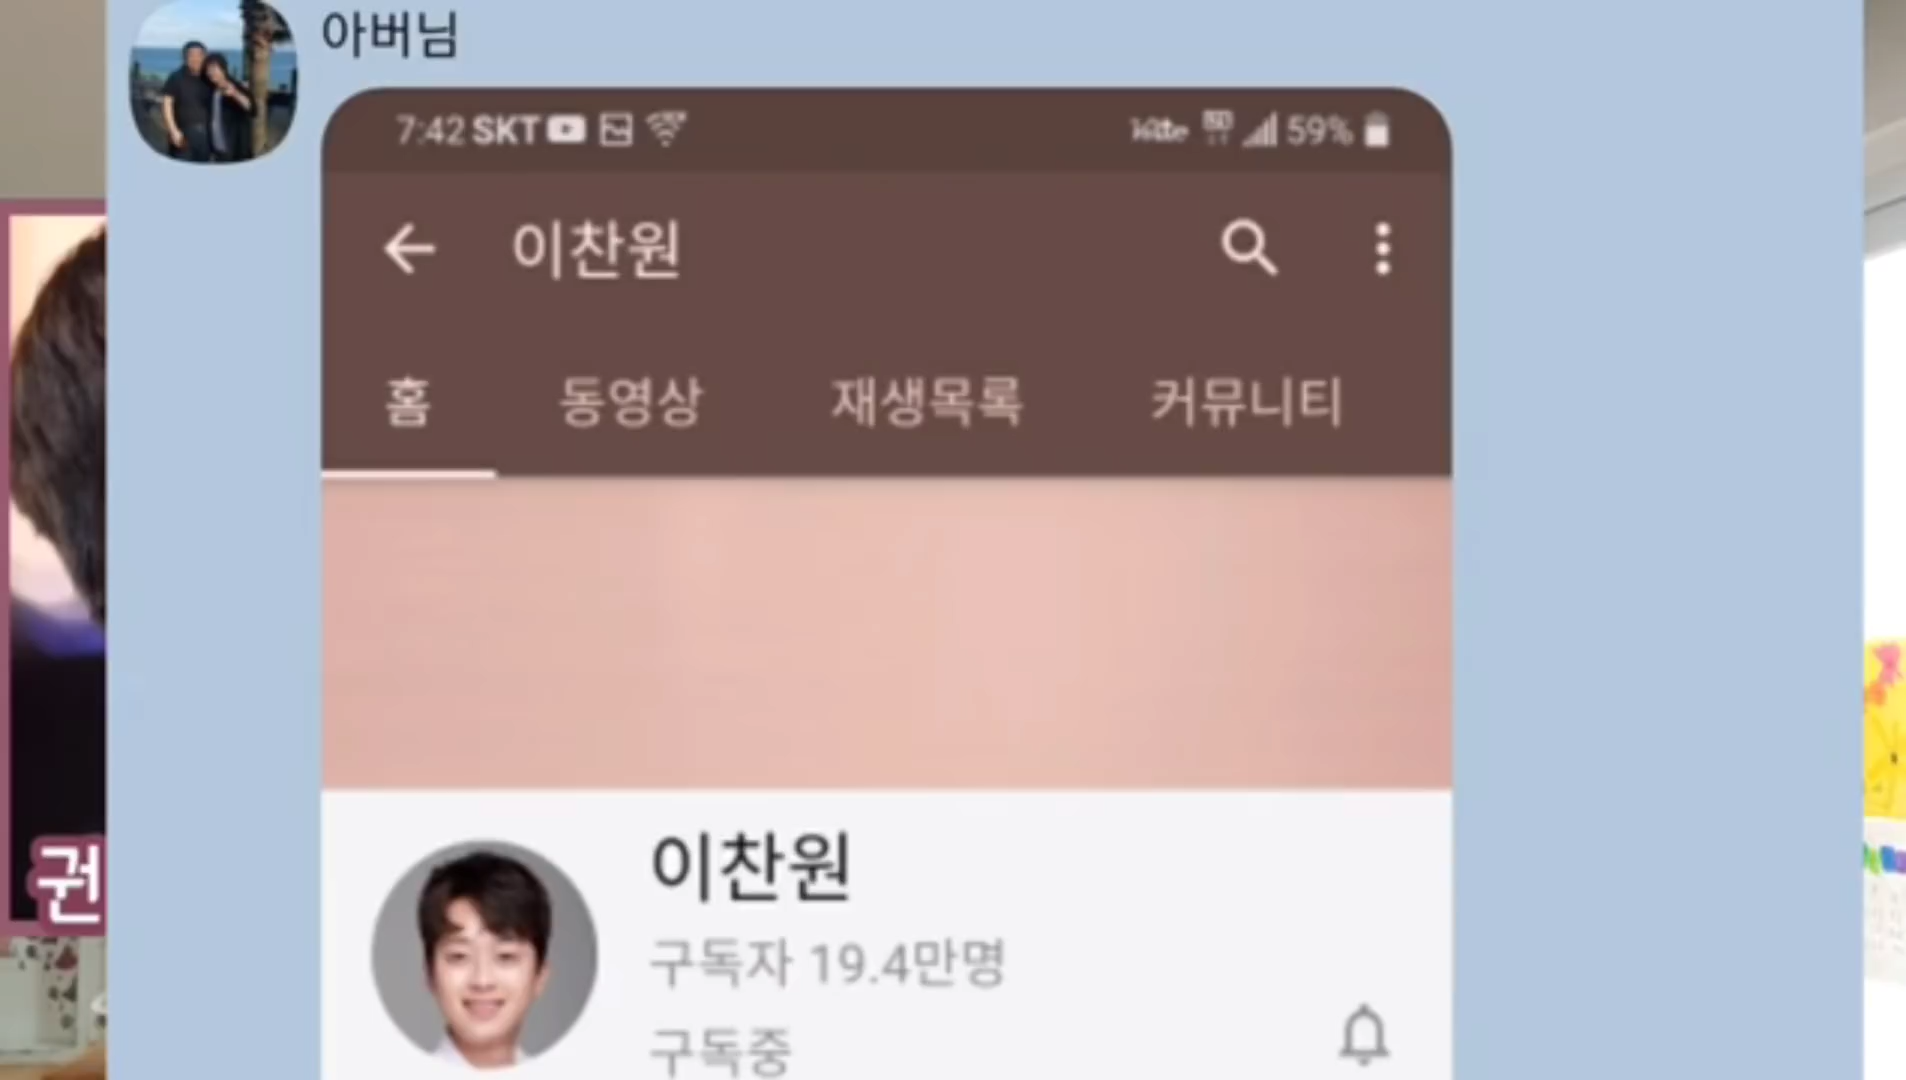 아버님
7:42 SKT 59%
이찬원
홈 동영상 재생목록 커뮤니티
이찬원
구독자 19.4만명
구독중
권